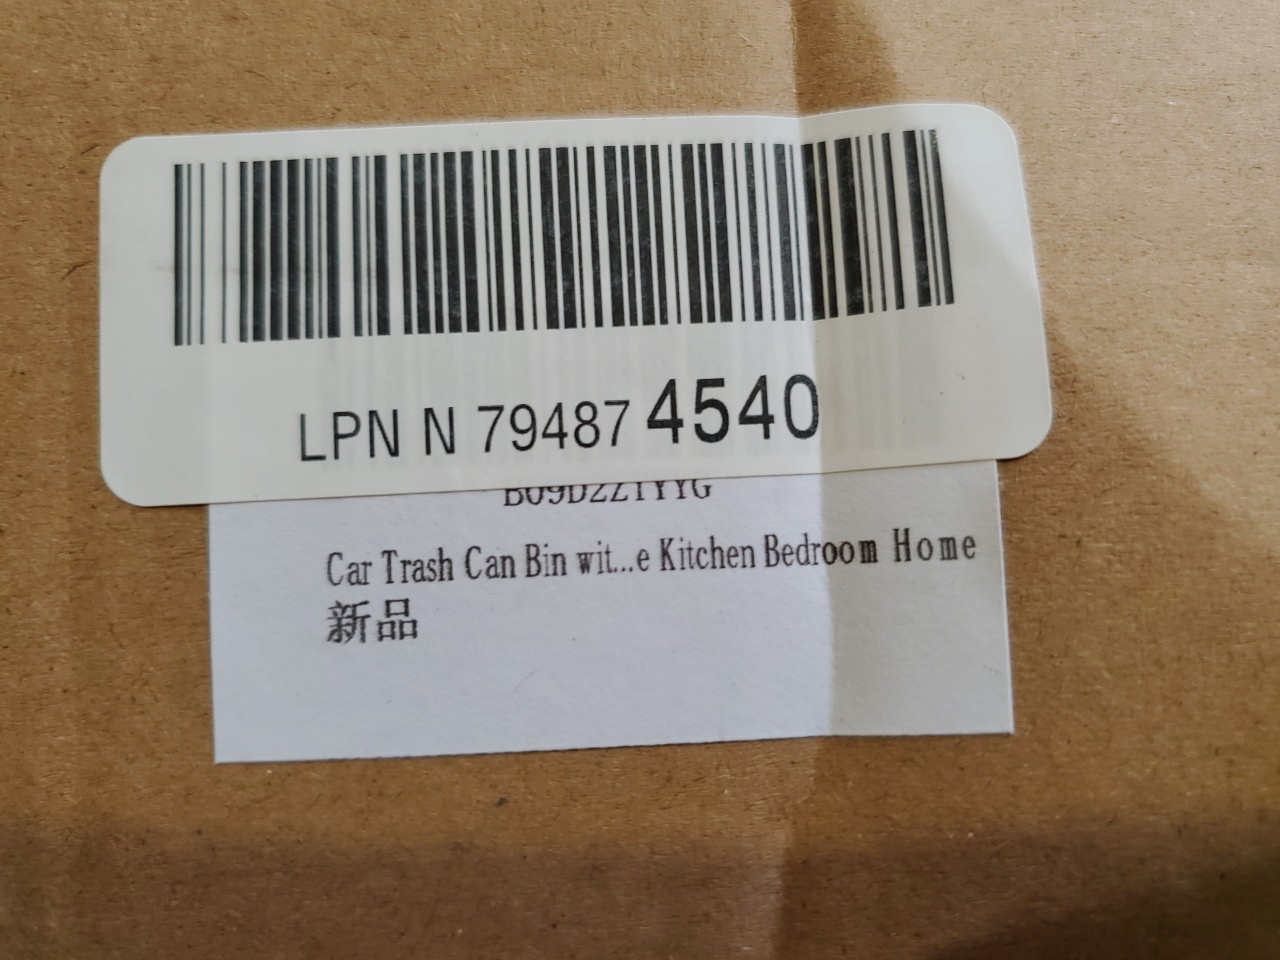 LPN N 79487 4540
Car Trash Can Bin wit...e Kitchen Bedroom Home
新品